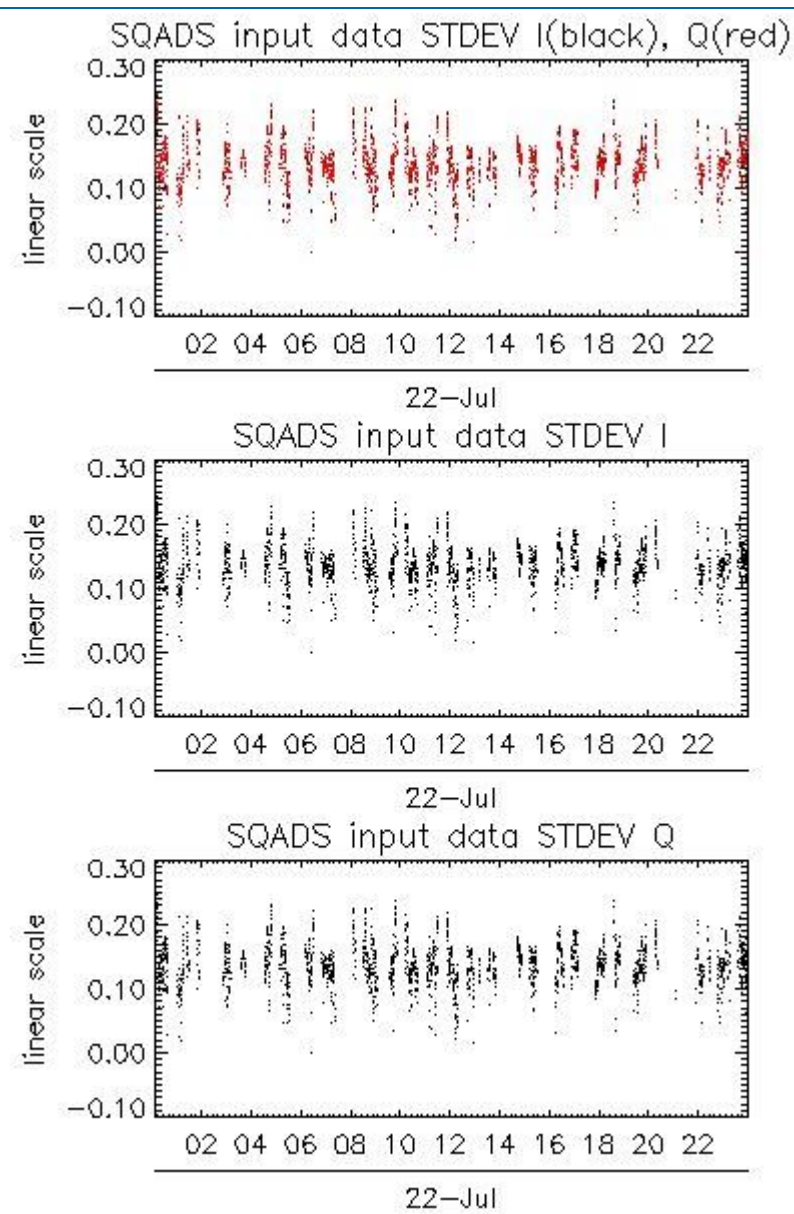 SQADS input data STDEV I(black), Q(red)
0.30
0.20
0.10
0.00
−0.10
linear scale
02 04 06 08 10 12 14 16 18 20 22
22−Jul
SQADS input data STDEV I
0.30
0.20
0.10
0.00
−0.10
linear scale
02 04 06 08 10 12 14 16 18 20 22
22−Jul
SQADS input data STDEV Q
0.30
0.20
0.10
0.00
−0.10
linear scale
02 04 06 08 10 12 14 16 18 20 22
22−Jul